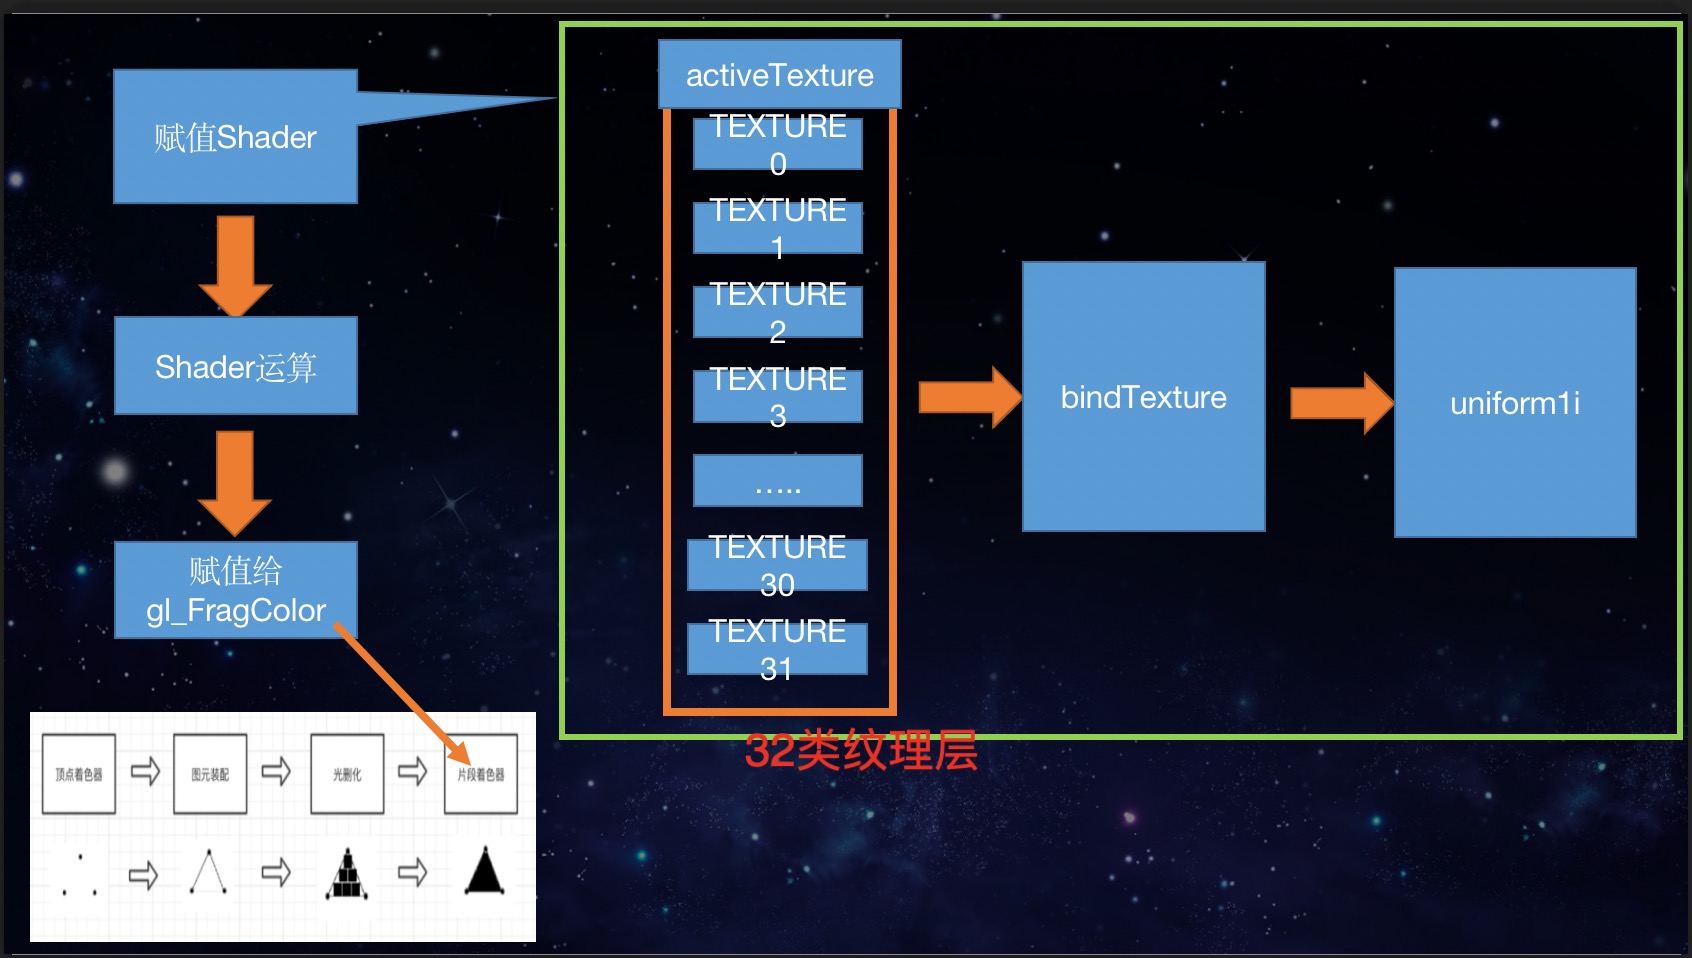 赋值Shader
Shader运算
赋值给
gl_FragColor
activeTexture
TEXTURE
0
TEXTURE
1
TEXTURE
2
TEXTURE
3
.....
TEXTURE
30
TEXTURE
31
32类纹理层
bindTexture
uniform1i
顶点着色器
图元装配
光删化
片段着色器